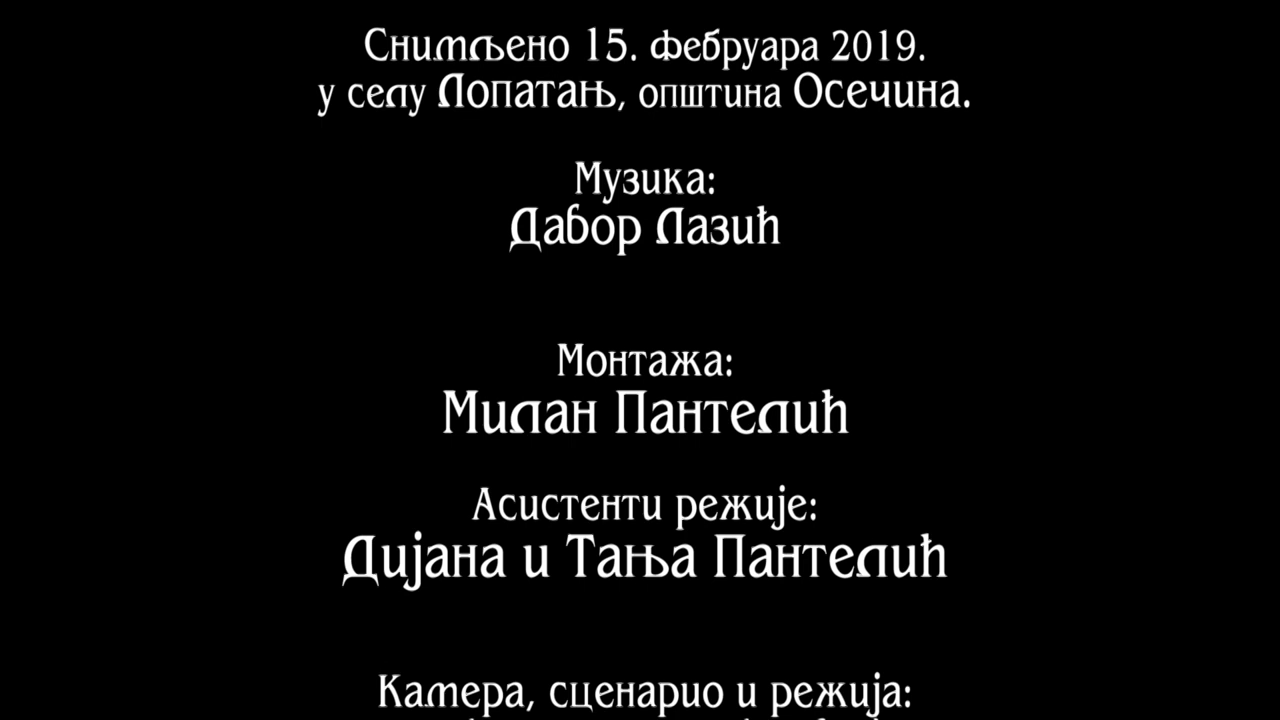 Снимљено 15. фебруара 2019.
у селу Лопатањ, општина Осечина.
Музика:
Дабор Лазић
Монтажа:
Милан Пантелић
Асистенти режије:
Дијана и Тања Пантелић
Камера, сценарио и режија: